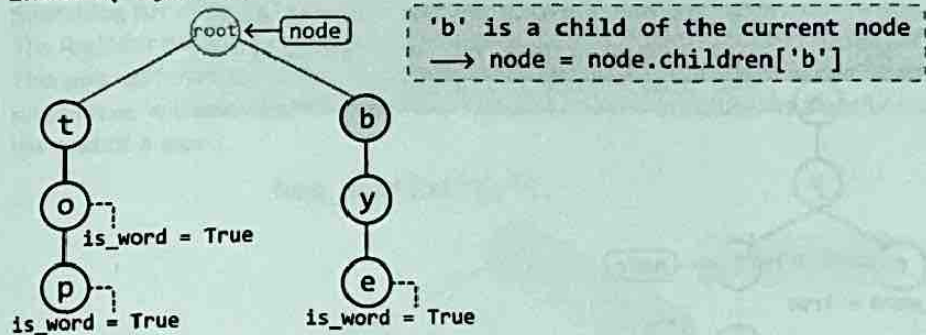 root
node
'b' is a child of the current node
⟶ node = node.children['b']
t
b
o
y
is_word = True
p
e
is_word = True
is_word = True